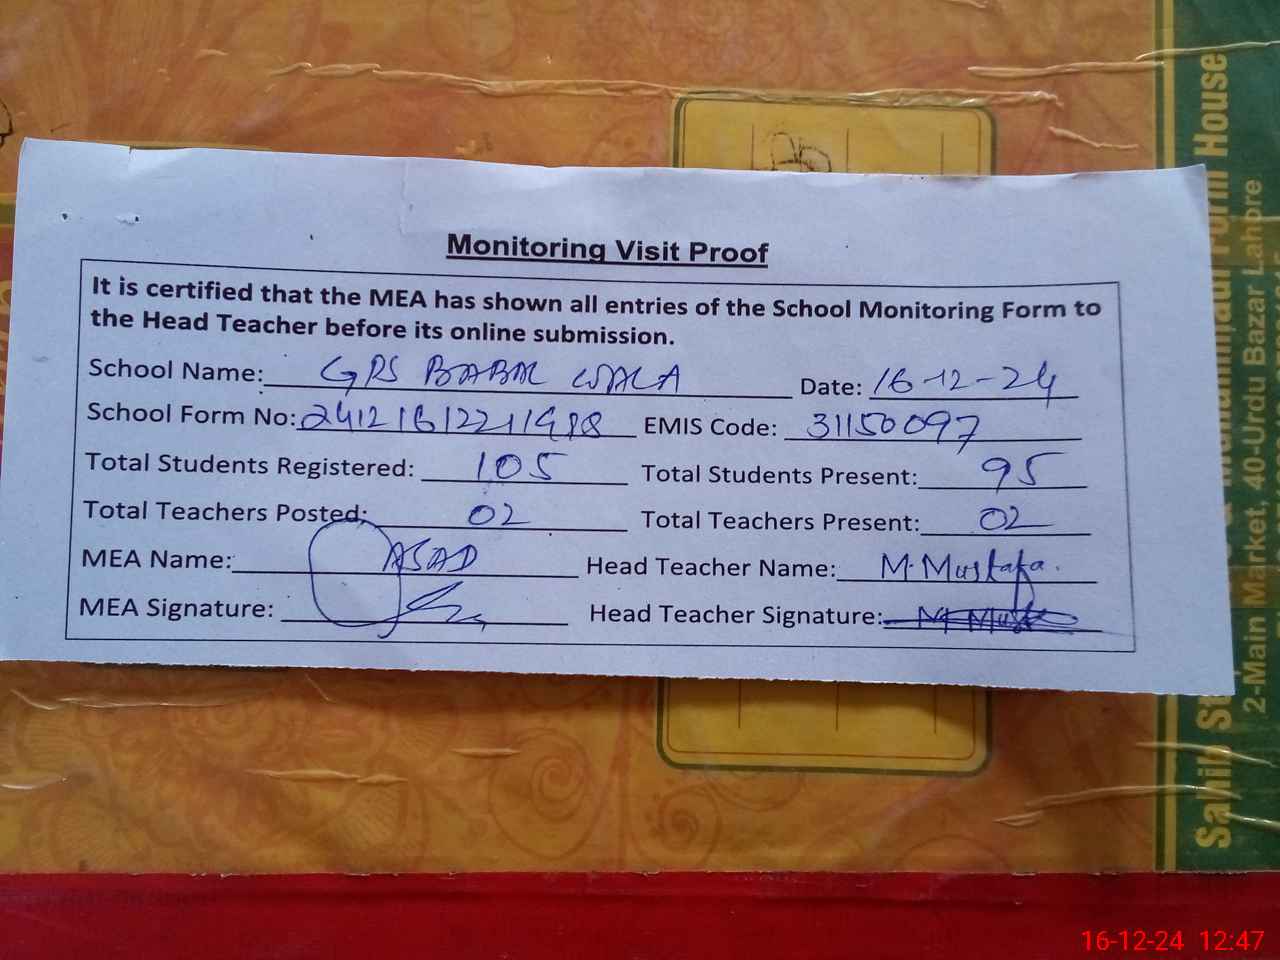 Monitoring Visit Proof
It is certified that the MEA has shown all entries of the School Monitoring Form to
the Head Teacher before its online submission.
School Name: GPS BABAR WALA Date: 16-12-24
School Form No: EMIS Code: 31150097
Total Students Registered: 105 Total Students Present: 95
Total Teachers Posted: 02 Total Teachers Present: 02
MEA Name: ASAD Head Teacher Name: M. Mustafa.
MEA Signature: Head Teacher Signature:
House
2-Main Market, 40-Urdu Bazar Lahore
16-12-24 12:47